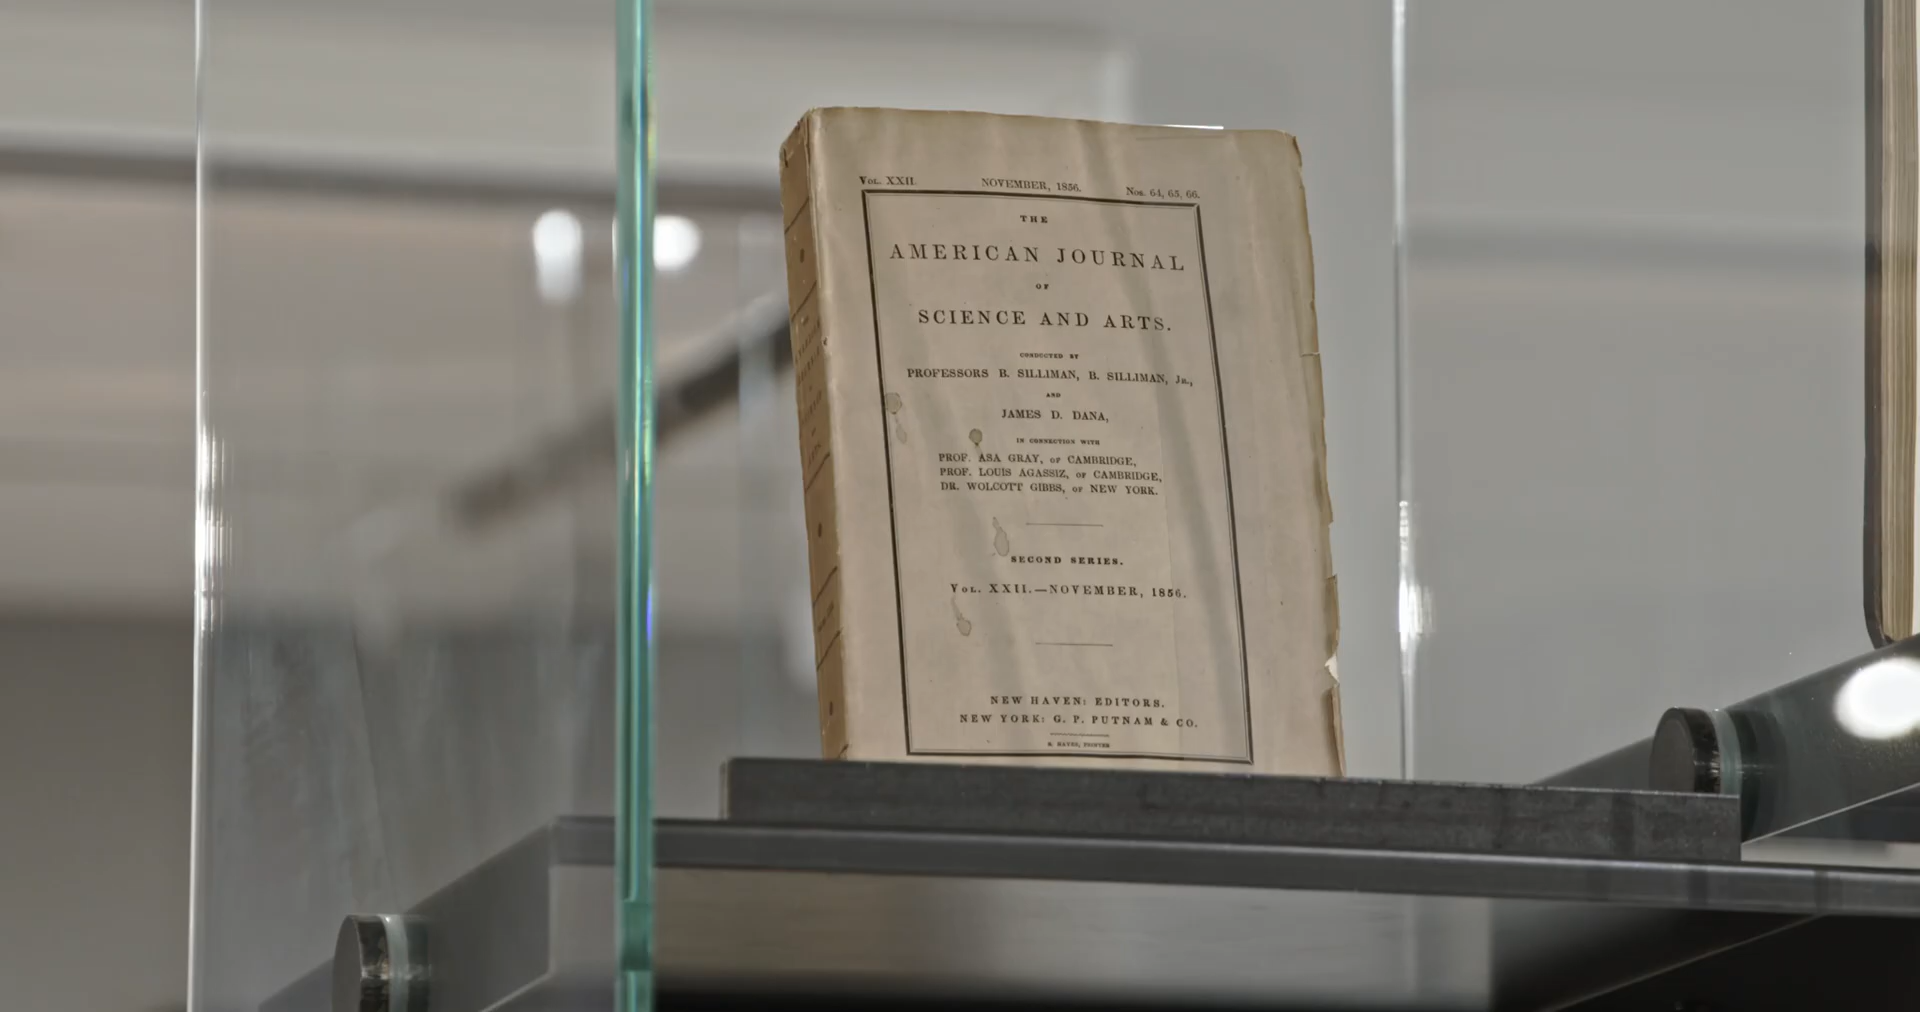 Vol. XXII. NOVEMBER, 1856. Nos. 64, 65, 66.
THE
AMERICAN JOURNAL
OF
SCIENCE AND ARTS.
CONDUCTED BY
PROFESSORS B. SILLIMAN, B. SILLIMAN, Jr.,
AND
JAMES D. DANA,
IN CONNECTION WITH
PROF. ASA GRAY, OF CAMBRIDGE,
PROF. LOUIS AGASSIZ, OF CAMBRIDGE,
DR. WOLCOTT GIBBS, OF NEW YORK.
SECOND SERIES.
Vol. XXII.—NOVEMBER, 1856.
NEW HAVEN: EDITORS.
NEW YORK: G. P. PUTNAM & CO.
PRINTER